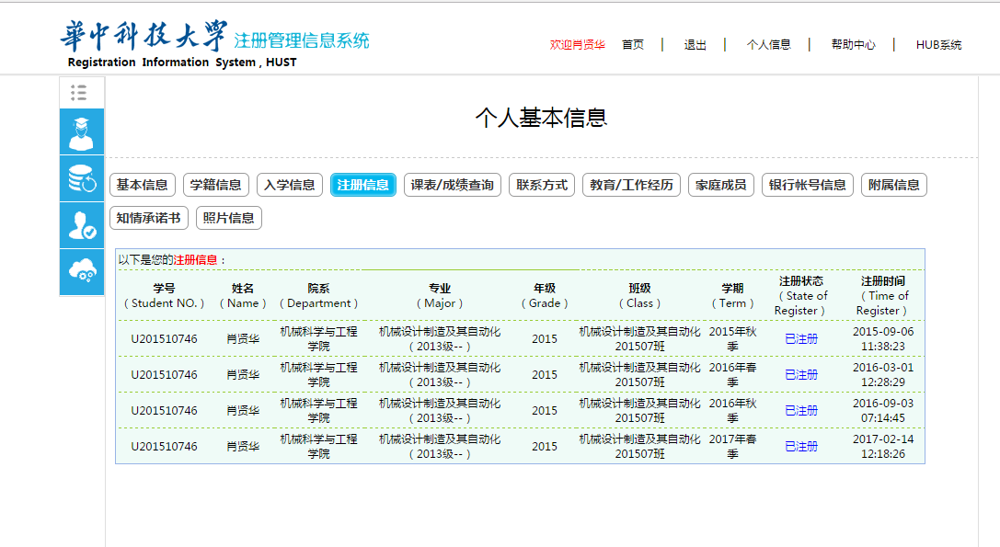 華中科技大学 注册管理信息系统
Registration Information System , HUST
欢迎肖贤华 首页 | 退出 | 个人信息 | 帮助中心 | HUB系统
个人基本信息
基本信息 学籍信息 入学信息 注册信息 课表/成绩查询 联系方式 教育/工作经历 家庭成员 银行帐号信息 附属信息
知情承诺书 照片信息
以下是您的注册信息：
学号 姓名 院系 专业 年级 班级 学期 注册状态 注册时间
（Student NO.）（Name）（Department）（Major）（Grade）（Class）（Term）（State of Register）（Time of Register）
U201510746 肖贤华 机械科学与工程学院 机械设计制造及其自动化（2013级--） 2015 机械设计制造及其自动化201507班 2015年秋季 已注册 2015-09-06 11:38:23
U201510746 肖贤华 机械科学与工程学院 机械设计制造及其自动化（2013级--） 2015 机械设计制造及其自动化201507班 2016年春季 已注册 2016-03-01 12:28:29
U201510746 肖贤华 机械科学与工程学院 机械设计制造及其自动化（2013级--） 2015 机械设计制造及其自动化201507班 2016年秋季 已注册 2016-09-03 07:14:45
U201510746 肖贤华 机械科学与工程学院 机械设计制造及其自动化（2013级--） 2015 机械设计制造及其自动化201507班 2017年春季 已注册 2017-02-14 12:18:26